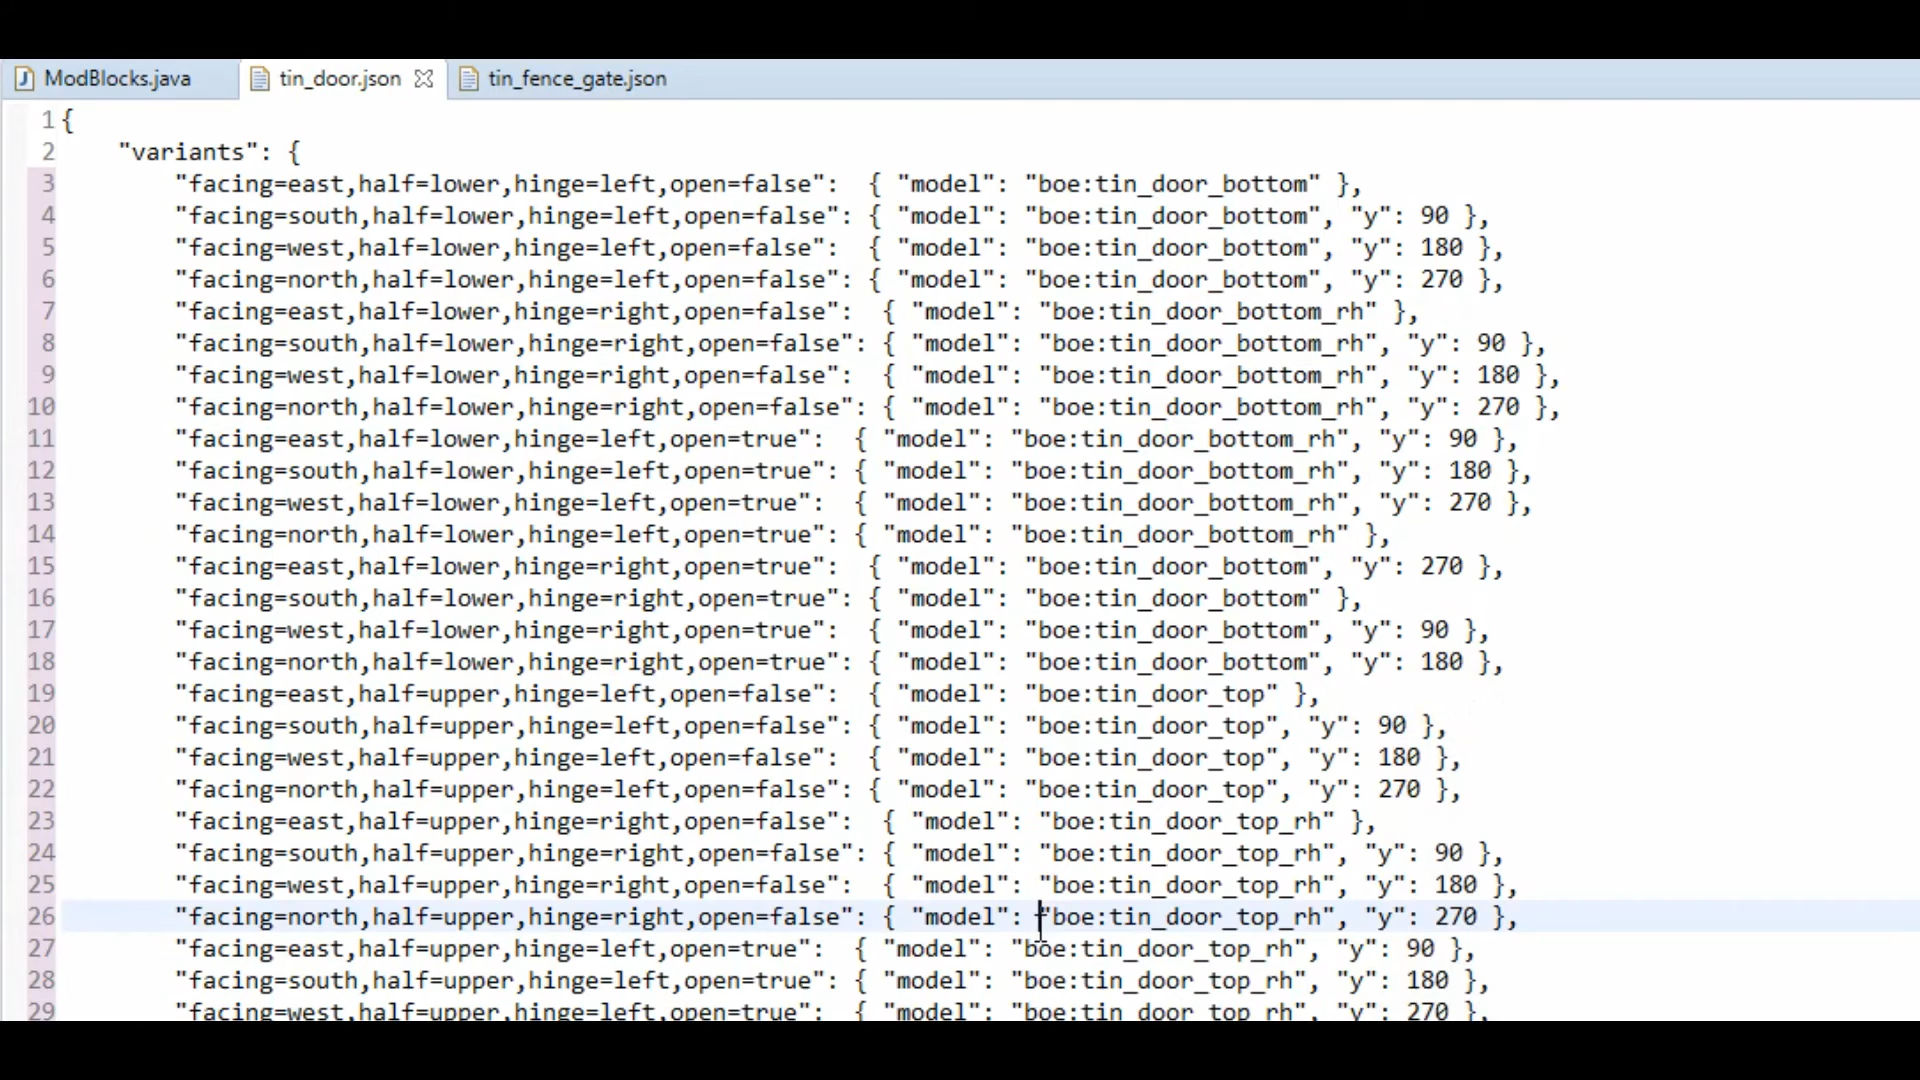 ModBlocks.java tin_door.json tin_fence_gate.json
1 {
2 "variants": {
3 "facing=east,half=lower,hinge=left,open=false": { "model": "boe:tin_door_bottom" },
4 "facing=south,half=lower,hinge=left,open=false": { "model": "boe:tin_door_bottom", "y": 90 },
5 "facing=west,half=lower,hinge=left,open=false": { "model": "boe:tin_door_bottom", "y": 180 },
6 "facing=north,half=lower,hinge=left,open=false": { "model": "boe:tin_door_bottom", "y": 270 },
7 "facing=east,half=lower,hinge=right,open=false": { "model": "boe:tin_door_bottom_rh" },
8 "facing=south,half=lower,hinge=right,open=false": { "model": "boe:tin_door_bottom_rh", "y": 90 },
9 "facing=west,half=lower,hinge=right,open=false": { "model": "boe:tin_door_bottom_rh", "y": 180 },
10 "facing=north,half=lower,hinge=right,open=false": { "model": "boe:tin_door_bottom_rh", "y": 270 },
11 "facing=east,half=lower,hinge=left,open=true": { "model": "boe:tin_door_bottom_rh", "y": 90 },
12 "facing=south,half=lower,hinge=left,open=true": { "model": "boe:tin_door_bottom_rh", "y": 180 },
13 "facing=west,half=lower,hinge=left,open=true": { "model": "boe:tin_door_bottom_rh", "y": 270 },
14 "facing=north,half=lower,hinge=left,open=true": { "model": "boe:tin_door_bottom_rh" },
15 "facing=east,half=lower,hinge=right,open=true": { "model": "boe:tin_door_bottom", "y": 270 },
16 "facing=south,half=lower,hinge=right,open=true": { "model": "boe:tin_door_bottom" },
17 "facing=west,half=lower,hinge=right,open=true": { "model": "boe:tin_door_bottom", "y": 90 },
18 "facing=north,half=lower,hinge=right,open=true": { "model": "boe:tin_door_bottom", "y": 180 },
19 "facing=east,half=upper,hinge=left,open=false": { "model": "boe:tin_door_top" },
20 "facing=south,half=upper,hinge=left,open=false": { "model": "boe:tin_door_top", "y": 90 },
21 "facing=west,half=upper,hinge=left,open=false": { "model": "boe:tin_door_top", "y": 180 },
22 "facing=north,half=upper,hinge=left,open=false": { "model": "boe:tin_door_top", "y": 270 },
23 "facing=east,half=upper,hinge=right,open=false": { "model": "boe:tin_door_top_rh" },
24 "facing=south,half=upper,hinge=right,open=false": { "model": "boe:tin_door_top_rh", "y": 90 },
25 "facing=west,half=upper,hinge=right,open=false": { "model": "boe:tin_door_top_rh", "y": 180 },
26 "facing=north,half=upper,hinge=right,open=false": { "model": "boe:tin_door_top_rh", "y": 270 },
27 "facing=east,half=upper,hinge=left,open=true": { "model": "boe:tin_door_top_rh", "y": 90 },
28 "facing=south,half=upper,hinge=left,open=true": { "model": "boe:tin_door_top_rh", "y": 180 },
29 "facing=west,half=upper,hinge=left,open=true": { "model": "boe:tin_door_top_rh", "y": 270 },